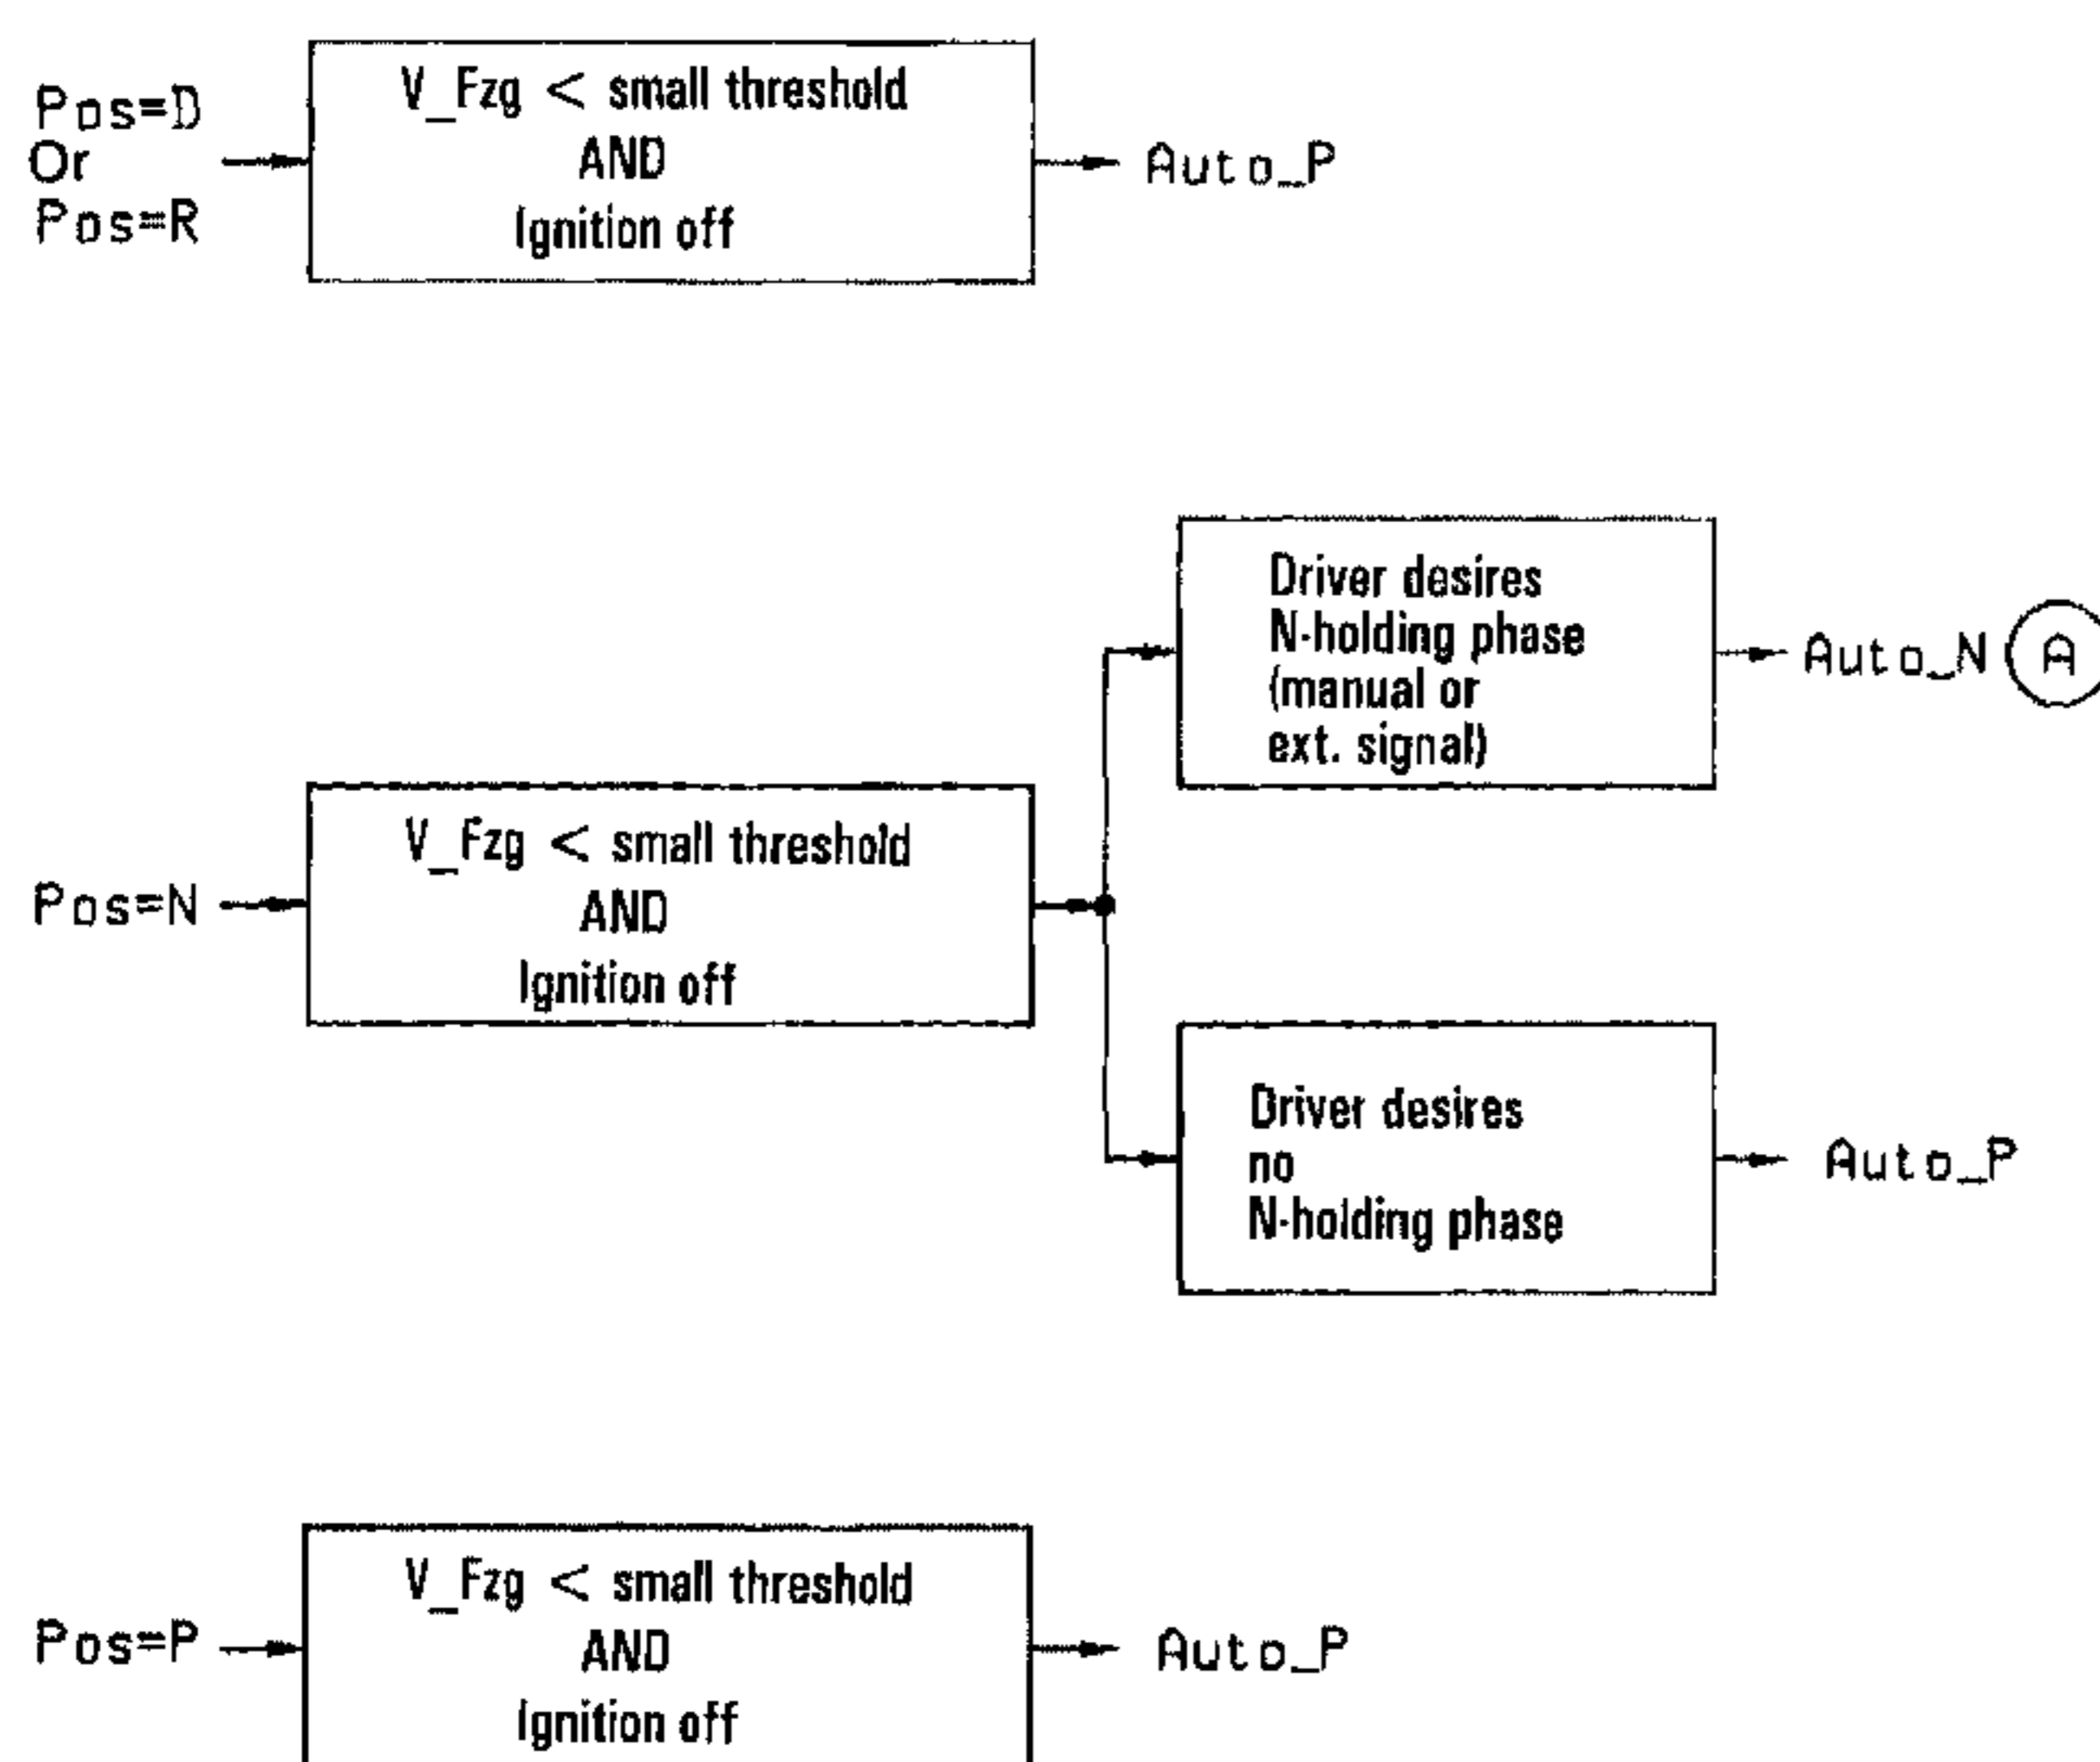 Pos=D
Or
Pos=R
V_Fzg < small threshold
AND
Ignition off
Auto_P
Driver desires
N-holding phase
(manual or
ext. signal)
Auto_N
A
Pos=N
V_Fzg < small threshold
AND
Ignition off
Driver desires
no
N-holding phase
Auto_P
Pos=P
V_Fzg < small threshold
AND
Ignition off
Auto_P